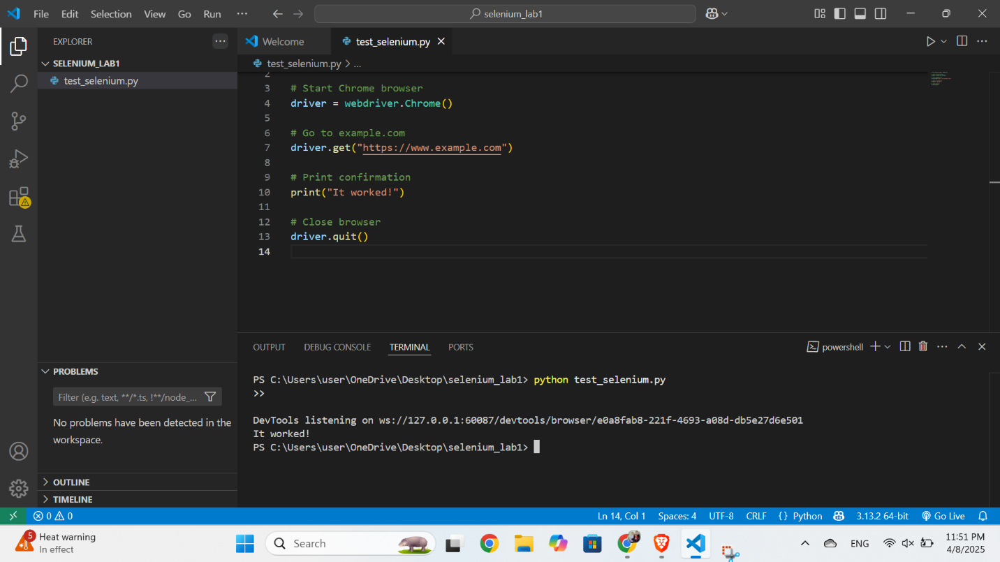 File Edit Selection View Go Run ... selenium_lab1
EXPLORER ...
SELENIUM_LAB1
test_selenium.py
Welcome test_selenium.py
test_selenium.py > ...
2
3 # Start Chrome browser
4 driver = webdriver.Chrome()
5
6 # Go to example.com
7 driver.get("https://www.example.com")
8
9 # Print confirmation
10 print("It worked!")
11
12 # Close browser
13 driver.quit()
14
PROBLEMS
Filter (e.g. text, **/*.ts, !**/node_...
No problems have been detected in the
workspace.
OUTLINE
TIMELINE
OUTPUT DEBUG CONSOLE TERMINAL PORTS powershell
PS C:\Users\user\OneDrive\Desktop\selenium_lab1> python test_selenium.py
>>
DevTools listening on ws://127.0.0.1:60087/devtools/browser/e0a8fab8-221f-4693-a08d-db5e27d6e501
It worked!
PS C:\Users\user\OneDrive\Desktop\selenium_lab1>
0 0 Ln 14, Col 1 Spaces: 4 UTF-8 CRLF {} Python 3.13.2 64-bit Go Live
5 Heat warning
In effect
Search
ENG
11:51 PM
4/8/2025